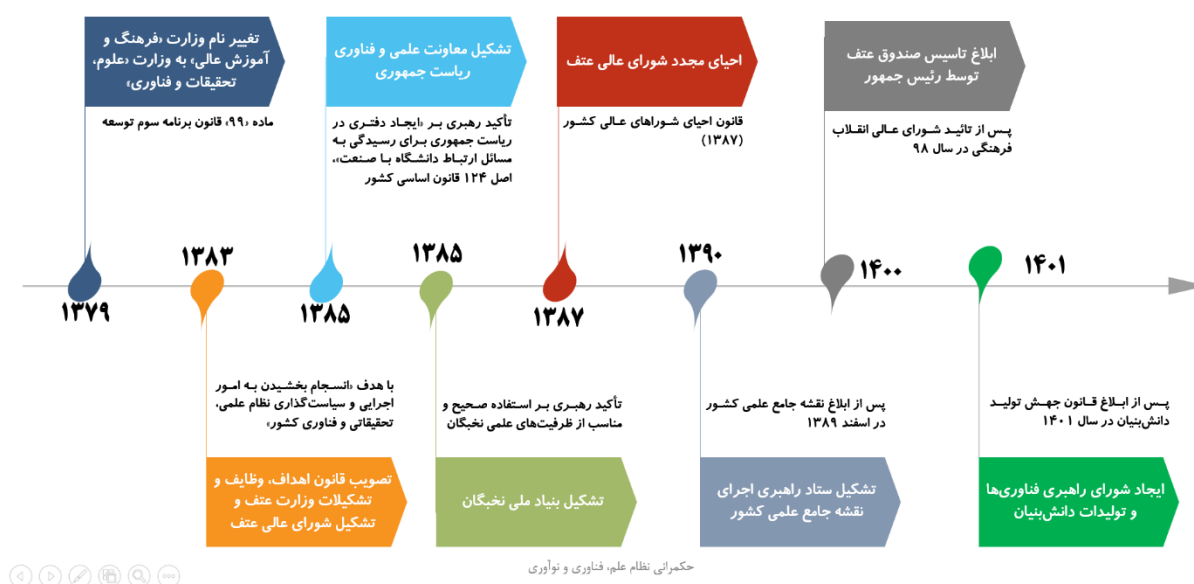 تغییر نام وزارت «فرهنگ و
آموزش عالی» به وزارت «علوم،
تحقیقات و فناوری»
ماده «۹۹» قانون برنامه سوم توسعه
۱۳۷۹
۱۳۸۳
با هدف «انسجام بخشیدن به امور
اجرایی و سیاست‌گذاری نظام علمی،
تحقیقاتی و فناوری کشور»
تصویب قانون اهداف، وظایف و
تشکیلات وزارت عتف و
تشکیل شورای عالی عتف
تشکیل معاونت علمی و فناوری
ریاست جمهوری
تأکید رهبری بر «ایجاد دفتری در
ریاست جمهوری برای رسیدگی به
مسائل ارتباط دانشگاه با صنعت»،
اصل ۱۲۴ قانون اساسی کشور
۱۳۸۵
۱۳۸۵
تأکید رهبری بر استفاده صحیح و
مناسب از ظرفیت‌های علمی نخبگان
تشکیل بنیاد ملی نخبگان
احیای مجدد شورای عالی عتف
قانون احیای شوراهای عالی کشور
(۱۳۸۷)
۱۳۸۷
۱۳۹۰
پس از ابلاغ نقشه جامع علمی کشور
در اسفند ۱۳۸۹
تشکیل ستاد راهبری اجرای
نقشه جامع علمی کشور
ابلاغ تاسیس صندوق عتف
توسط رئیس جمهور
پس از تائید شورای عالی انقلاب
فرهنگی در سال ۹۸
۱۴۰۰
۱۴۰۱
پس از ابلاغ قانون جهش تولید
دانش‌بنیان در سال ۱۴۰۱
ایجاد شورای راهبری فناوری‌ها
و تولیدات دانش‌بنیان
حکمرانی نظام علم، فناوری و نوآوری